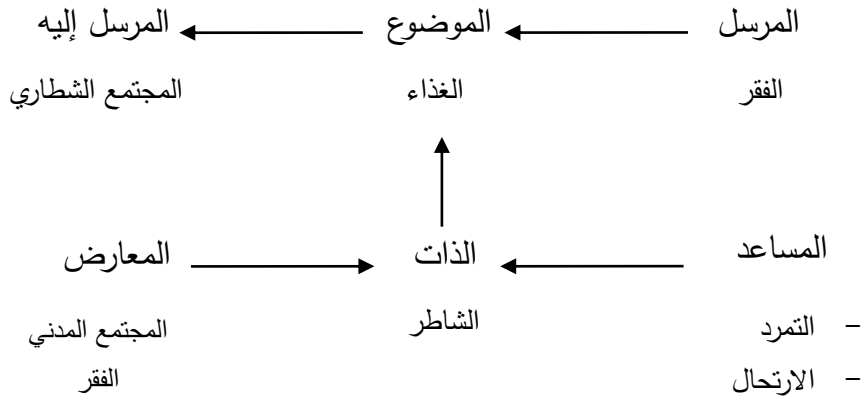 المرسل الموضوع المرسل إليه
الفقر الغذاء المجتمع الشطاري
المساعد الذات المعارض
– التمرد الشاطر المجتمع المدني
– الارتحال الفقر